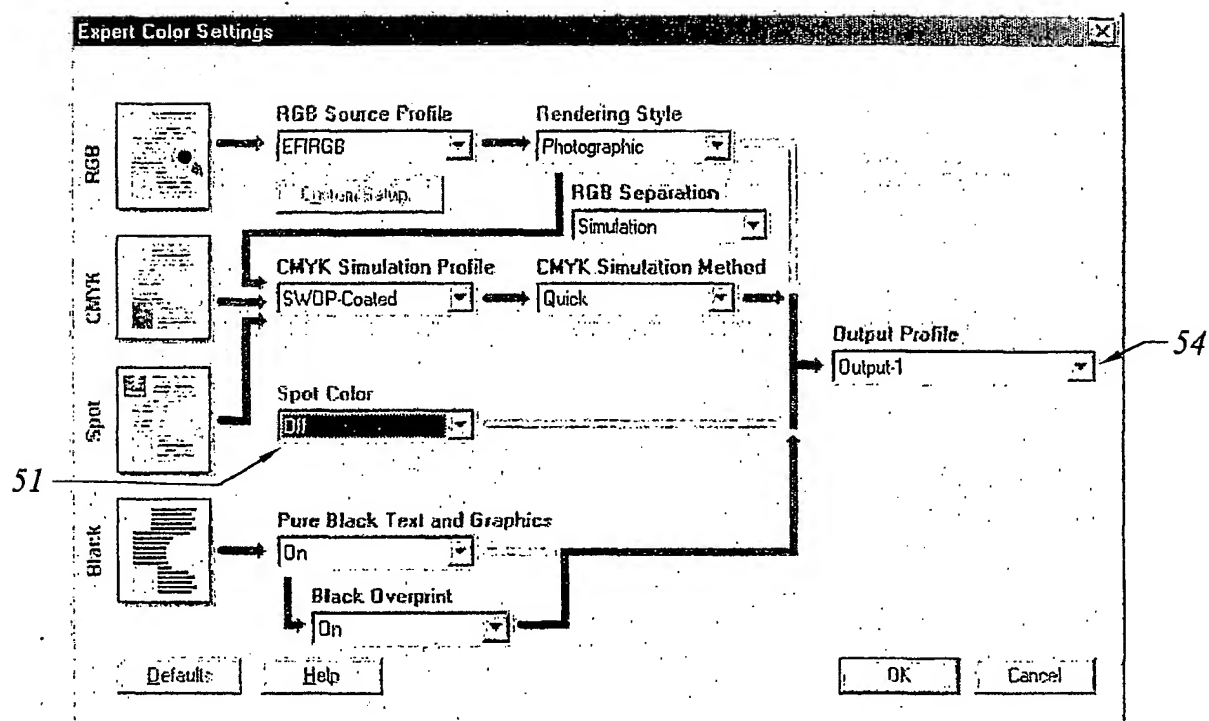 Expert Color Settings
RGB
RGB Source Profile
EFIRGB
Custom Setup.
Rendering Style
Photographic
RGB Separation
Simulation
CMYK
CMYK Simulation Profile
SWOP-Coated
CMYK Simulation Method
Quick
Output Profile
Output-1
54
Spot
Spot Color
Off
51
Black
Pure Black Text and Graphics
On
Black Overprint
On
Defaults
Help
OK
Cancel